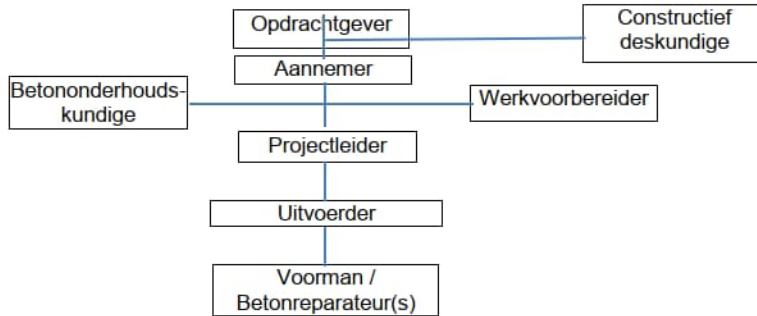 Opdrachtgever
Constructief
deskundige
Aannemer
Betononderhouds-
kundige
Werkvoorbereider
Projectleider
Uitvoerder
Voorman /
Betonreparateur(s)